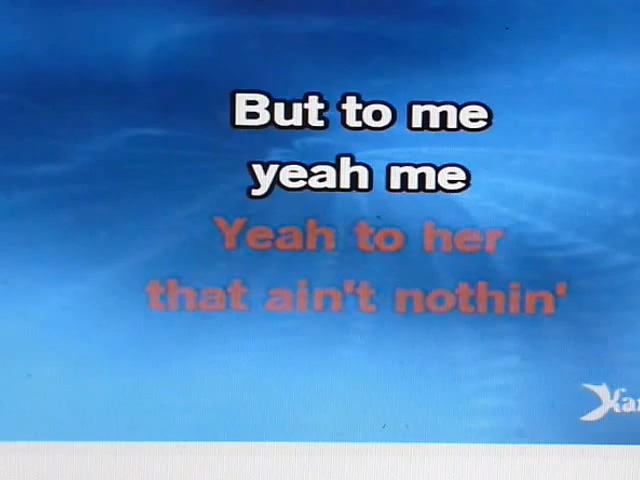 But to me
yeah me
Yeah to her
that ain't nothin'